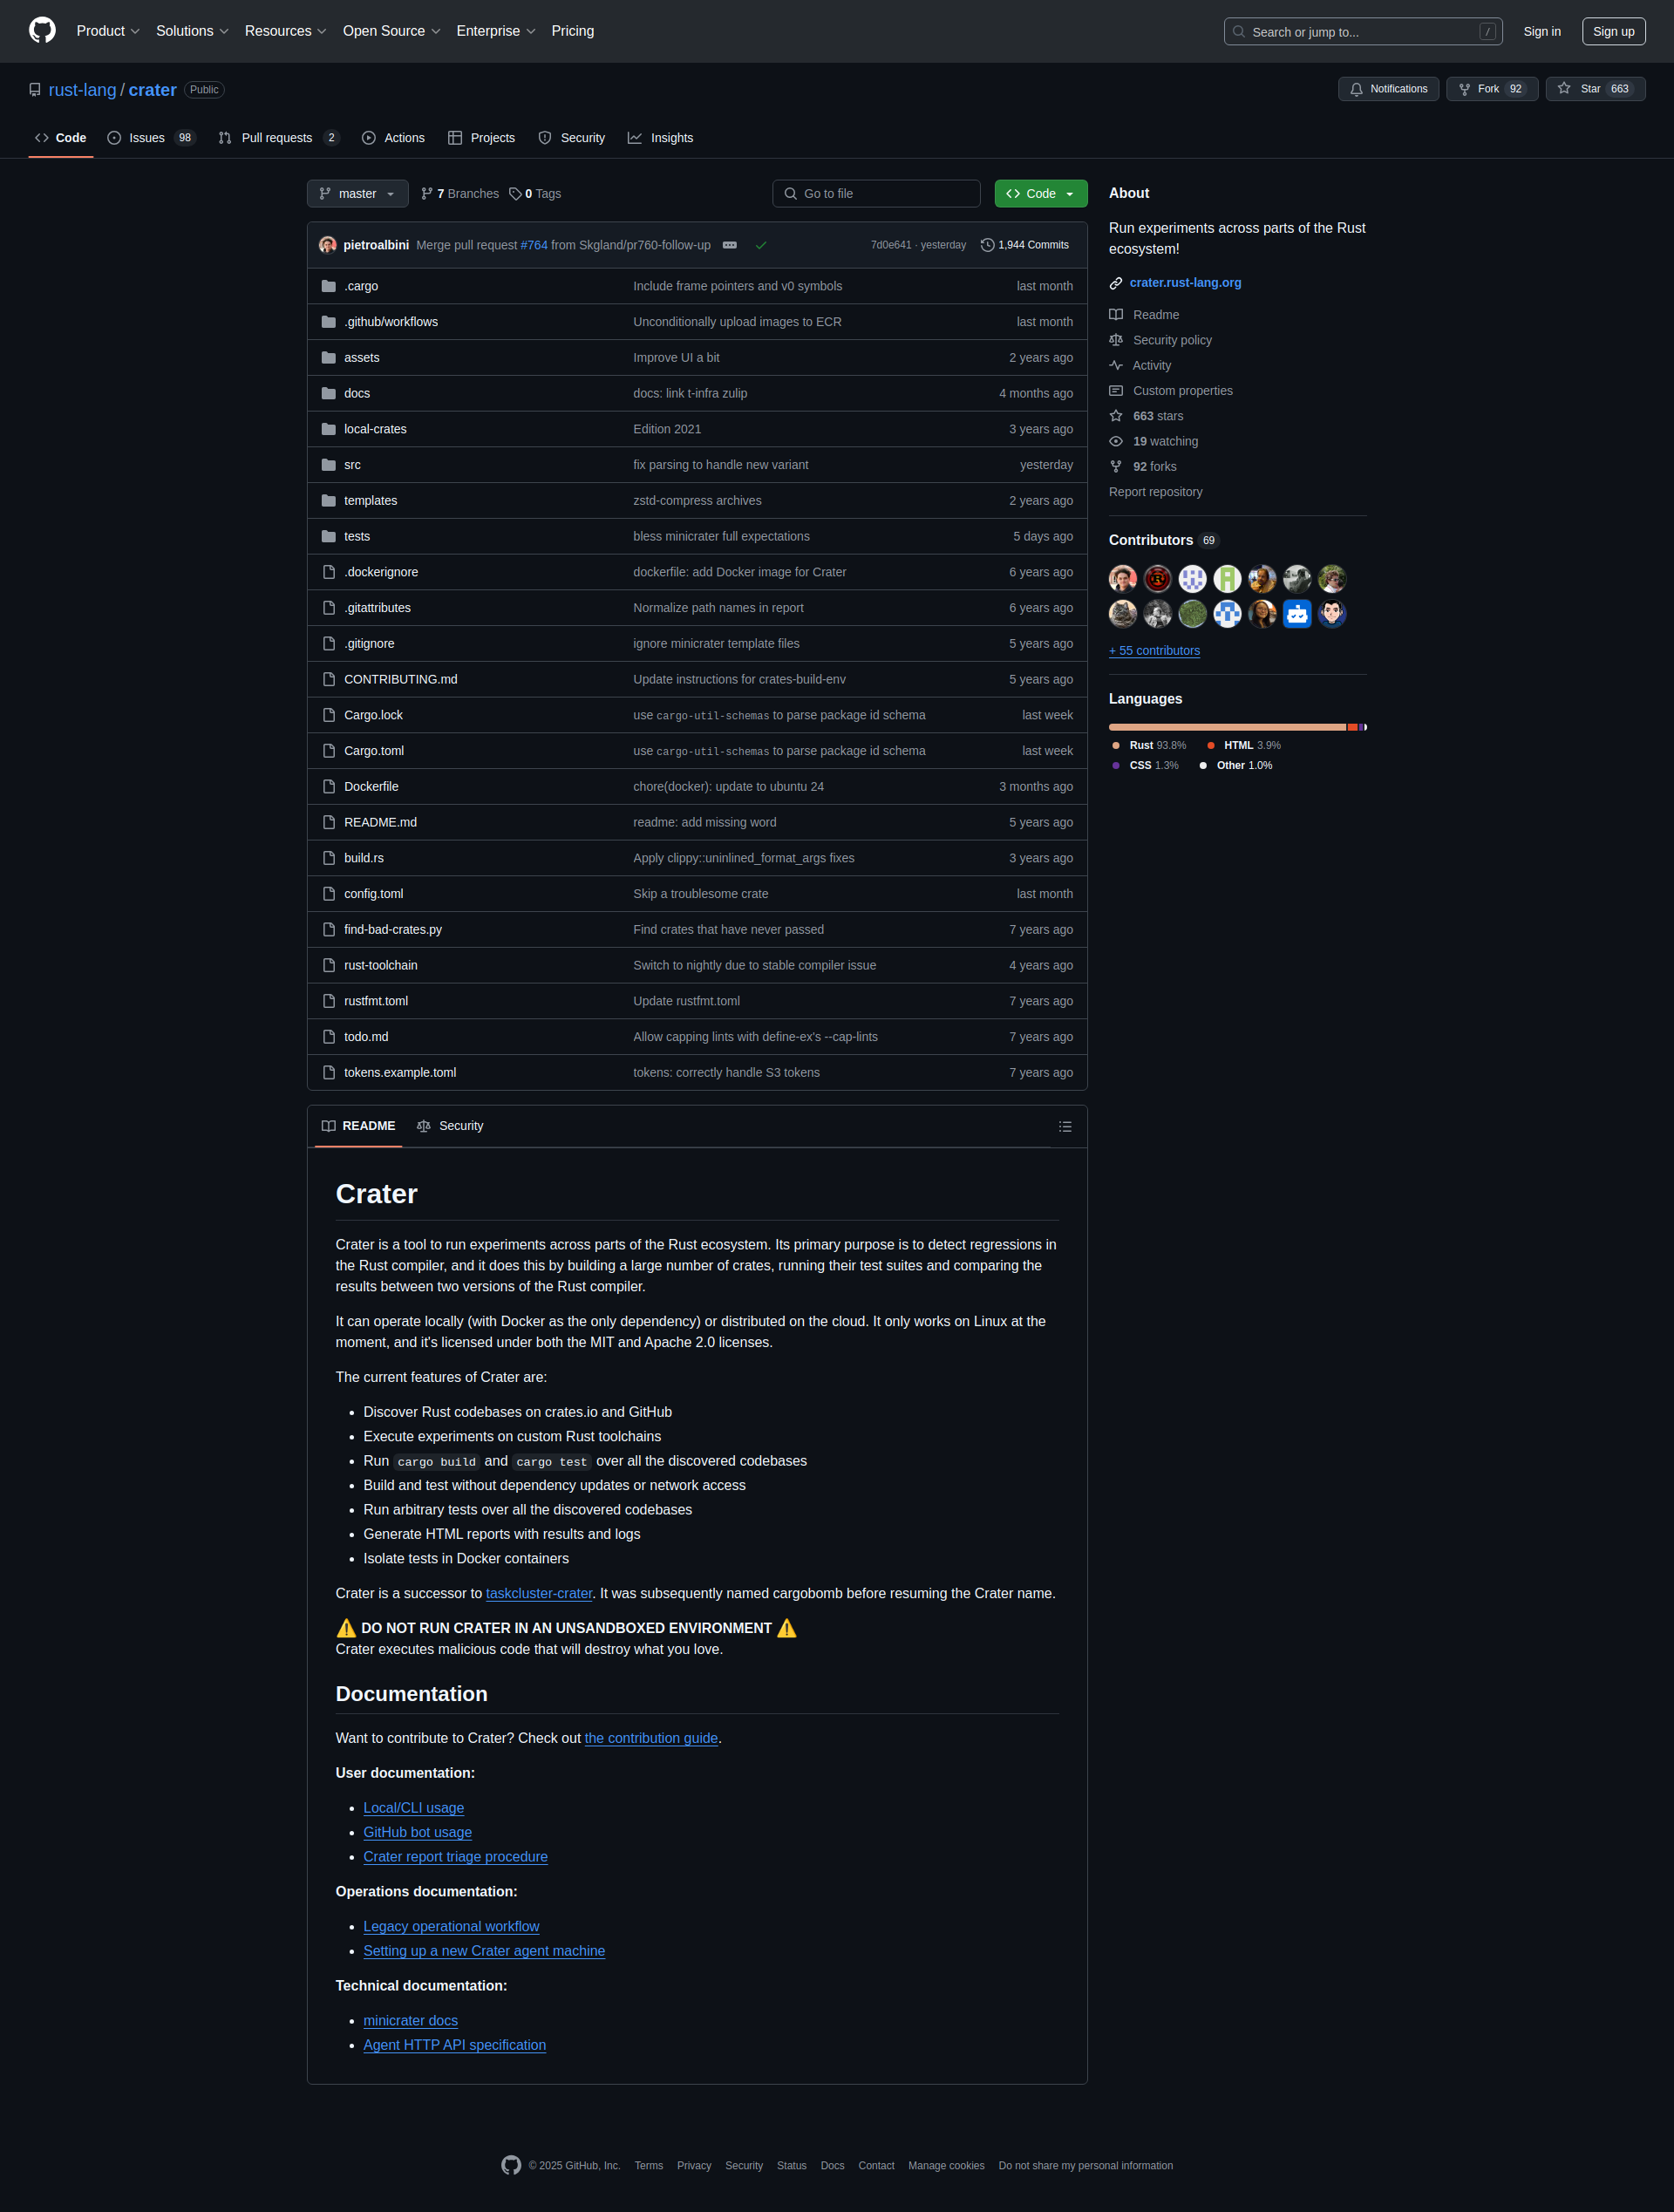 Product Solutions Resources Open Source Enterprise Pricing Search or jump to... / Sign in Sign up
rust-lang / crater Public Notifications Fork 92 Star 663
Code Issues 98 Pull requests 2 Actions Projects Security Insights
master 7 Branches 0 Tags Go to file Code
pietroalbini Merge pull request #764 from Skgland/pr760-follow-up 7d0e641 · yesterday 1,944 Commits
.cargo Include frame pointers and v0 symbols last month
.github/workflows Unconditionally upload images to ECR last month
assets Improve UI a bit 2 years ago
docs docs: link t-infra zulip 4 months ago
local-crates Edition 2021 3 years ago
src fix parsing to handle new variant yesterday
templates zstd-compress archives 2 years ago
tests bless minicrater full expectations 5 days ago
.dockerignore dockerfile: add Docker image for Crater 6 years ago
.gitattributes Normalize path names in report 6 years ago
.gitignore ignore minicrater template files 5 years ago
CONTRIBUTING.md Update instructions for crates-build-env 5 years ago
Cargo.lock use cargo-util-schemas to parse package id schema last week
Cargo.toml use cargo-util-schemas to parse package id schema last week
Dockerfile chore(docker): update to ubuntu 24 3 months ago
README.md readme: add missing word 5 years ago
build.rs Apply clippy::uninlined_format_args fixes 3 years ago
config.toml Skip a troublesome crate last month
find-bad-crates.py Find crates that have never passed 7 years ago
rust-toolchain Switch to nightly due to stable compiler issue 4 years ago
rustfmt.toml Update rustfmt.toml 7 years ago
todo.md Allow capping lints with define-ex's --cap-lints 7 years ago
tokens.example.toml tokens: correctly handle S3 tokens 7 years ago
README Security
Crater
Crater is a tool to run experiments across parts of the Rust ecosystem. Its primary purpose is to detect regressions in
the Rust compiler, and it does this by building a large number of crates, running their test suites and comparing the
results between two versions of the Rust compiler.
It can operate locally (with Docker as the only dependency) or distributed on the cloud. It only works on Linux at the
moment, and it's licensed under both the MIT and Apache 2.0 licenses.
The current features of Crater are:
• Discover Rust codebases on crates.io and GitHub
• Execute experiments on custom Rust toolchains
• Run cargo build and cargo test over all the discovered codebases
• Build and test without dependency updates or network access
• Run arbitrary tests over all the discovered codebases
• Generate HTML reports with results and logs
• Isolate tests in Docker containers
Crater is a successor to taskcluster-crater. It was subsequently named cargobomb before resuming the Crater name.
⚠️ DO NOT RUN CRATER IN AN UNSANDBOXED ENVIRONMENT ⚠️
Crater executes malicious code that will destroy what you love.
Documentation
Want to contribute to Crater? Check out the contribution guide.
User documentation:
• Local/CLI usage
• GitHub bot usage
• Crater report triage procedure
Operations documentation:
• Legacy operational workflow
• Setting up a new Crater agent machine
Technical documentation:
• minicrater docs
• Agent HTTP API specification
About
Run experiments across parts of the Rust
ecosystem!
crater.rust-lang.org
Readme
Security policy
Activity
Custom properties
663 stars
19 watching
92 forks
Report repository
Contributors 69
+ 55 contributors
Languages
Rust 93.8% HTML 3.9%
CSS 1.3% Other 1.0%
© 2025 GitHub, Inc. Terms Privacy Security Status Docs Contact Manage cookies Do not share my personal information